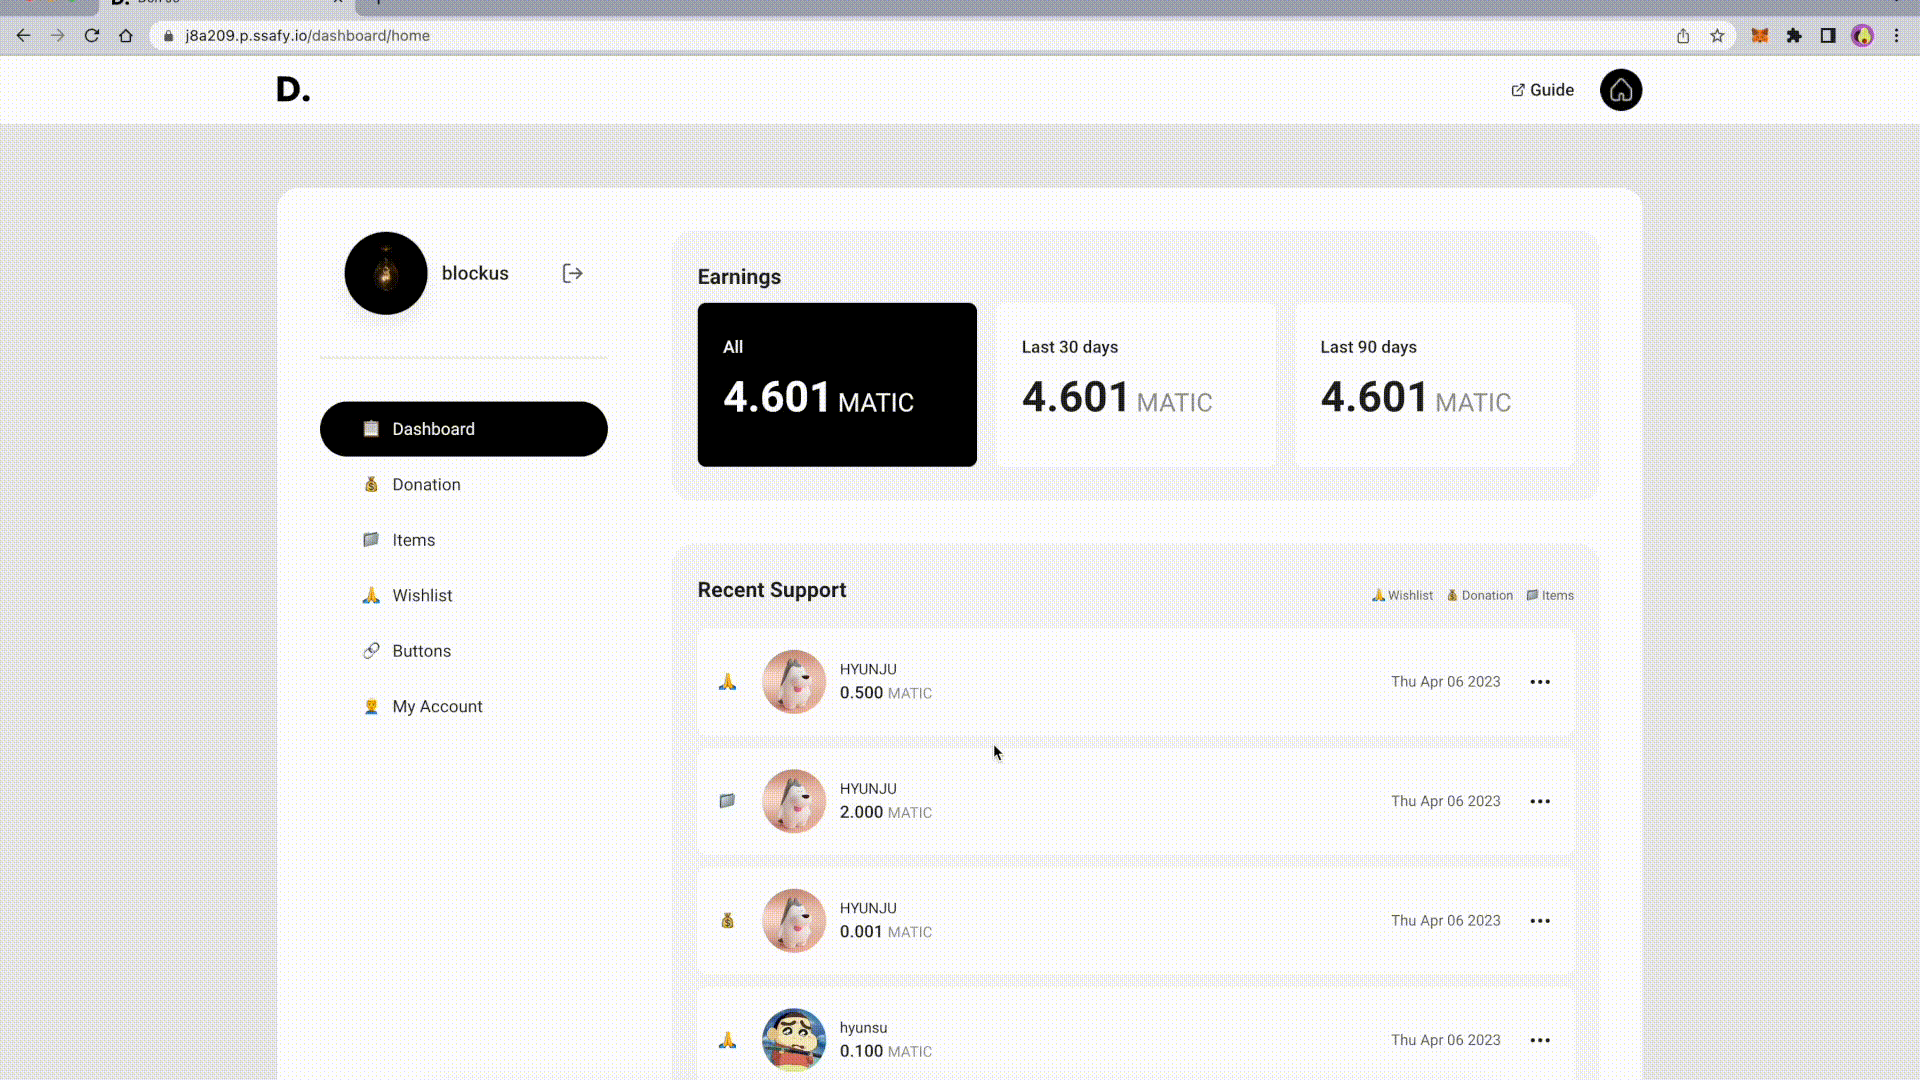 D.
j8a209.p.ssafy.io/dashboard/home
D.
Guide
blockus
Dashboard
Donation
Items
Wishlist
Buttons
My Account
Earnings
All
4.601 MATIC
Last 30 days
4.601 MATIC
Last 90 days
4.601 MATIC
Recent Support
Wishlist Donation Items
HYUNJU
0.500 MATIC
Thu Apr 06 2023
HYUNJU
2.000 MATIC
Thu Apr 06 2023
HYUNJU
0.001 MATIC
Thu Apr 06 2023
hyunsu
0.100 MATIC
Thu Apr 06 2023